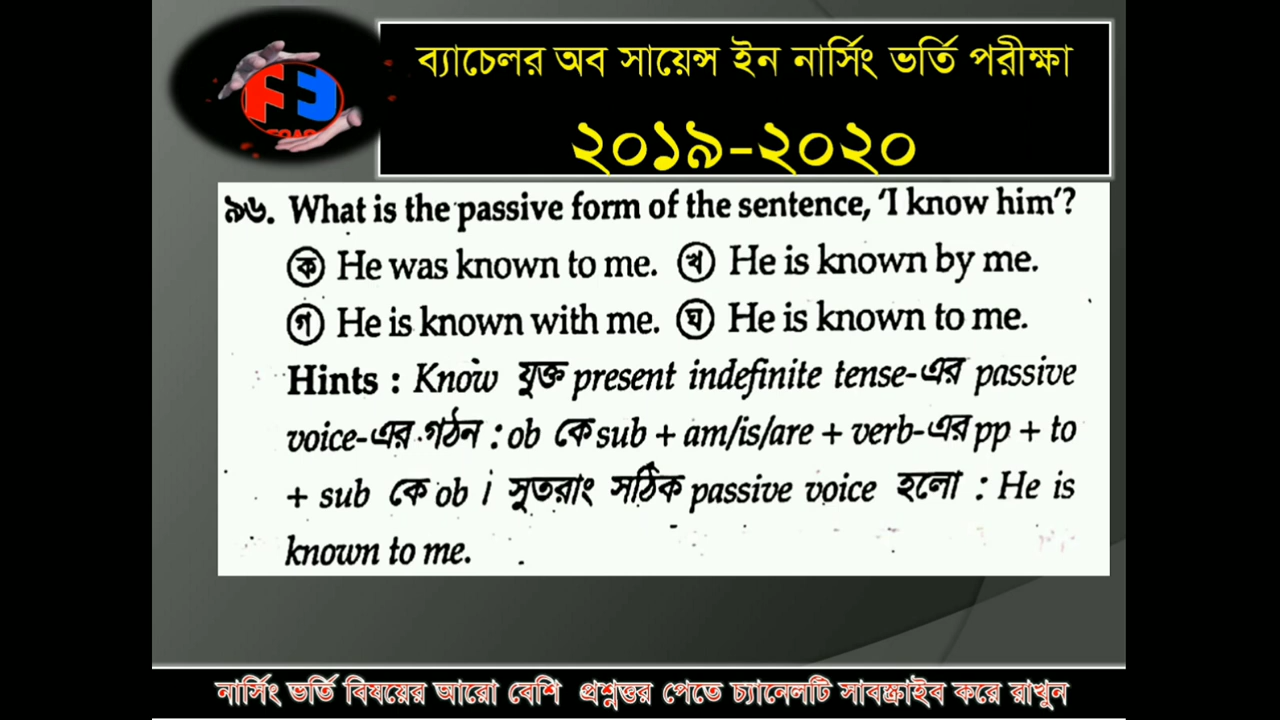 ব্যাচেলর অব সায়েন্স ইন নার্সিং ভর্তি পরীক্ষা
২০১৯-২০২০
৯৬. What is the passive form of the sentence, 'I know him'?
ক He was known to me. খ He is known by me.
গ He is known with me. ঘ He is known to me.
Hints : Know যুক্ত present indefinite tense-এর passive
voice-এর গঠন : ob কে sub + am/is/are + verb-এর pp + to
+ sub কে ob। সুতরাং সঠিক passive voice হলো : He is
known to me.
নার্সিং ভর্তি বিষয়ের আরো বেশি প্রশ্নত্তর পেতে চ্যানেলটি সাবস্ক্রাইব করে রাখুন